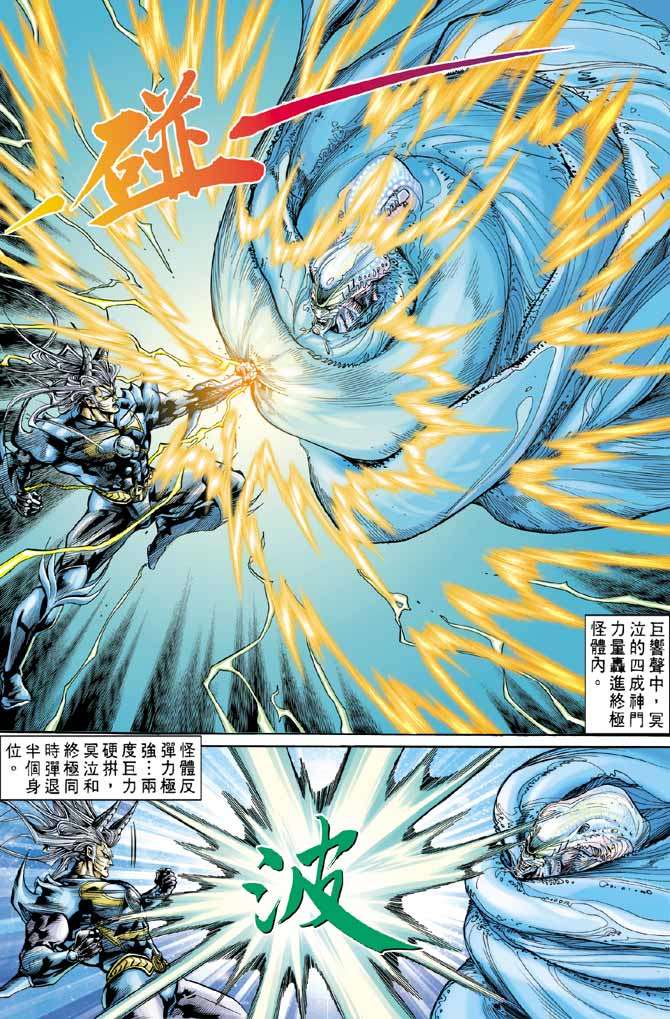 碰
巨響聲中，冥
泣的四成神門
力量轟進終極
怪體內。
怪體反
彈力極
強…兩
度巨力
硬拚，
冥泣和
終極同
時彈退
半個身
位。
波